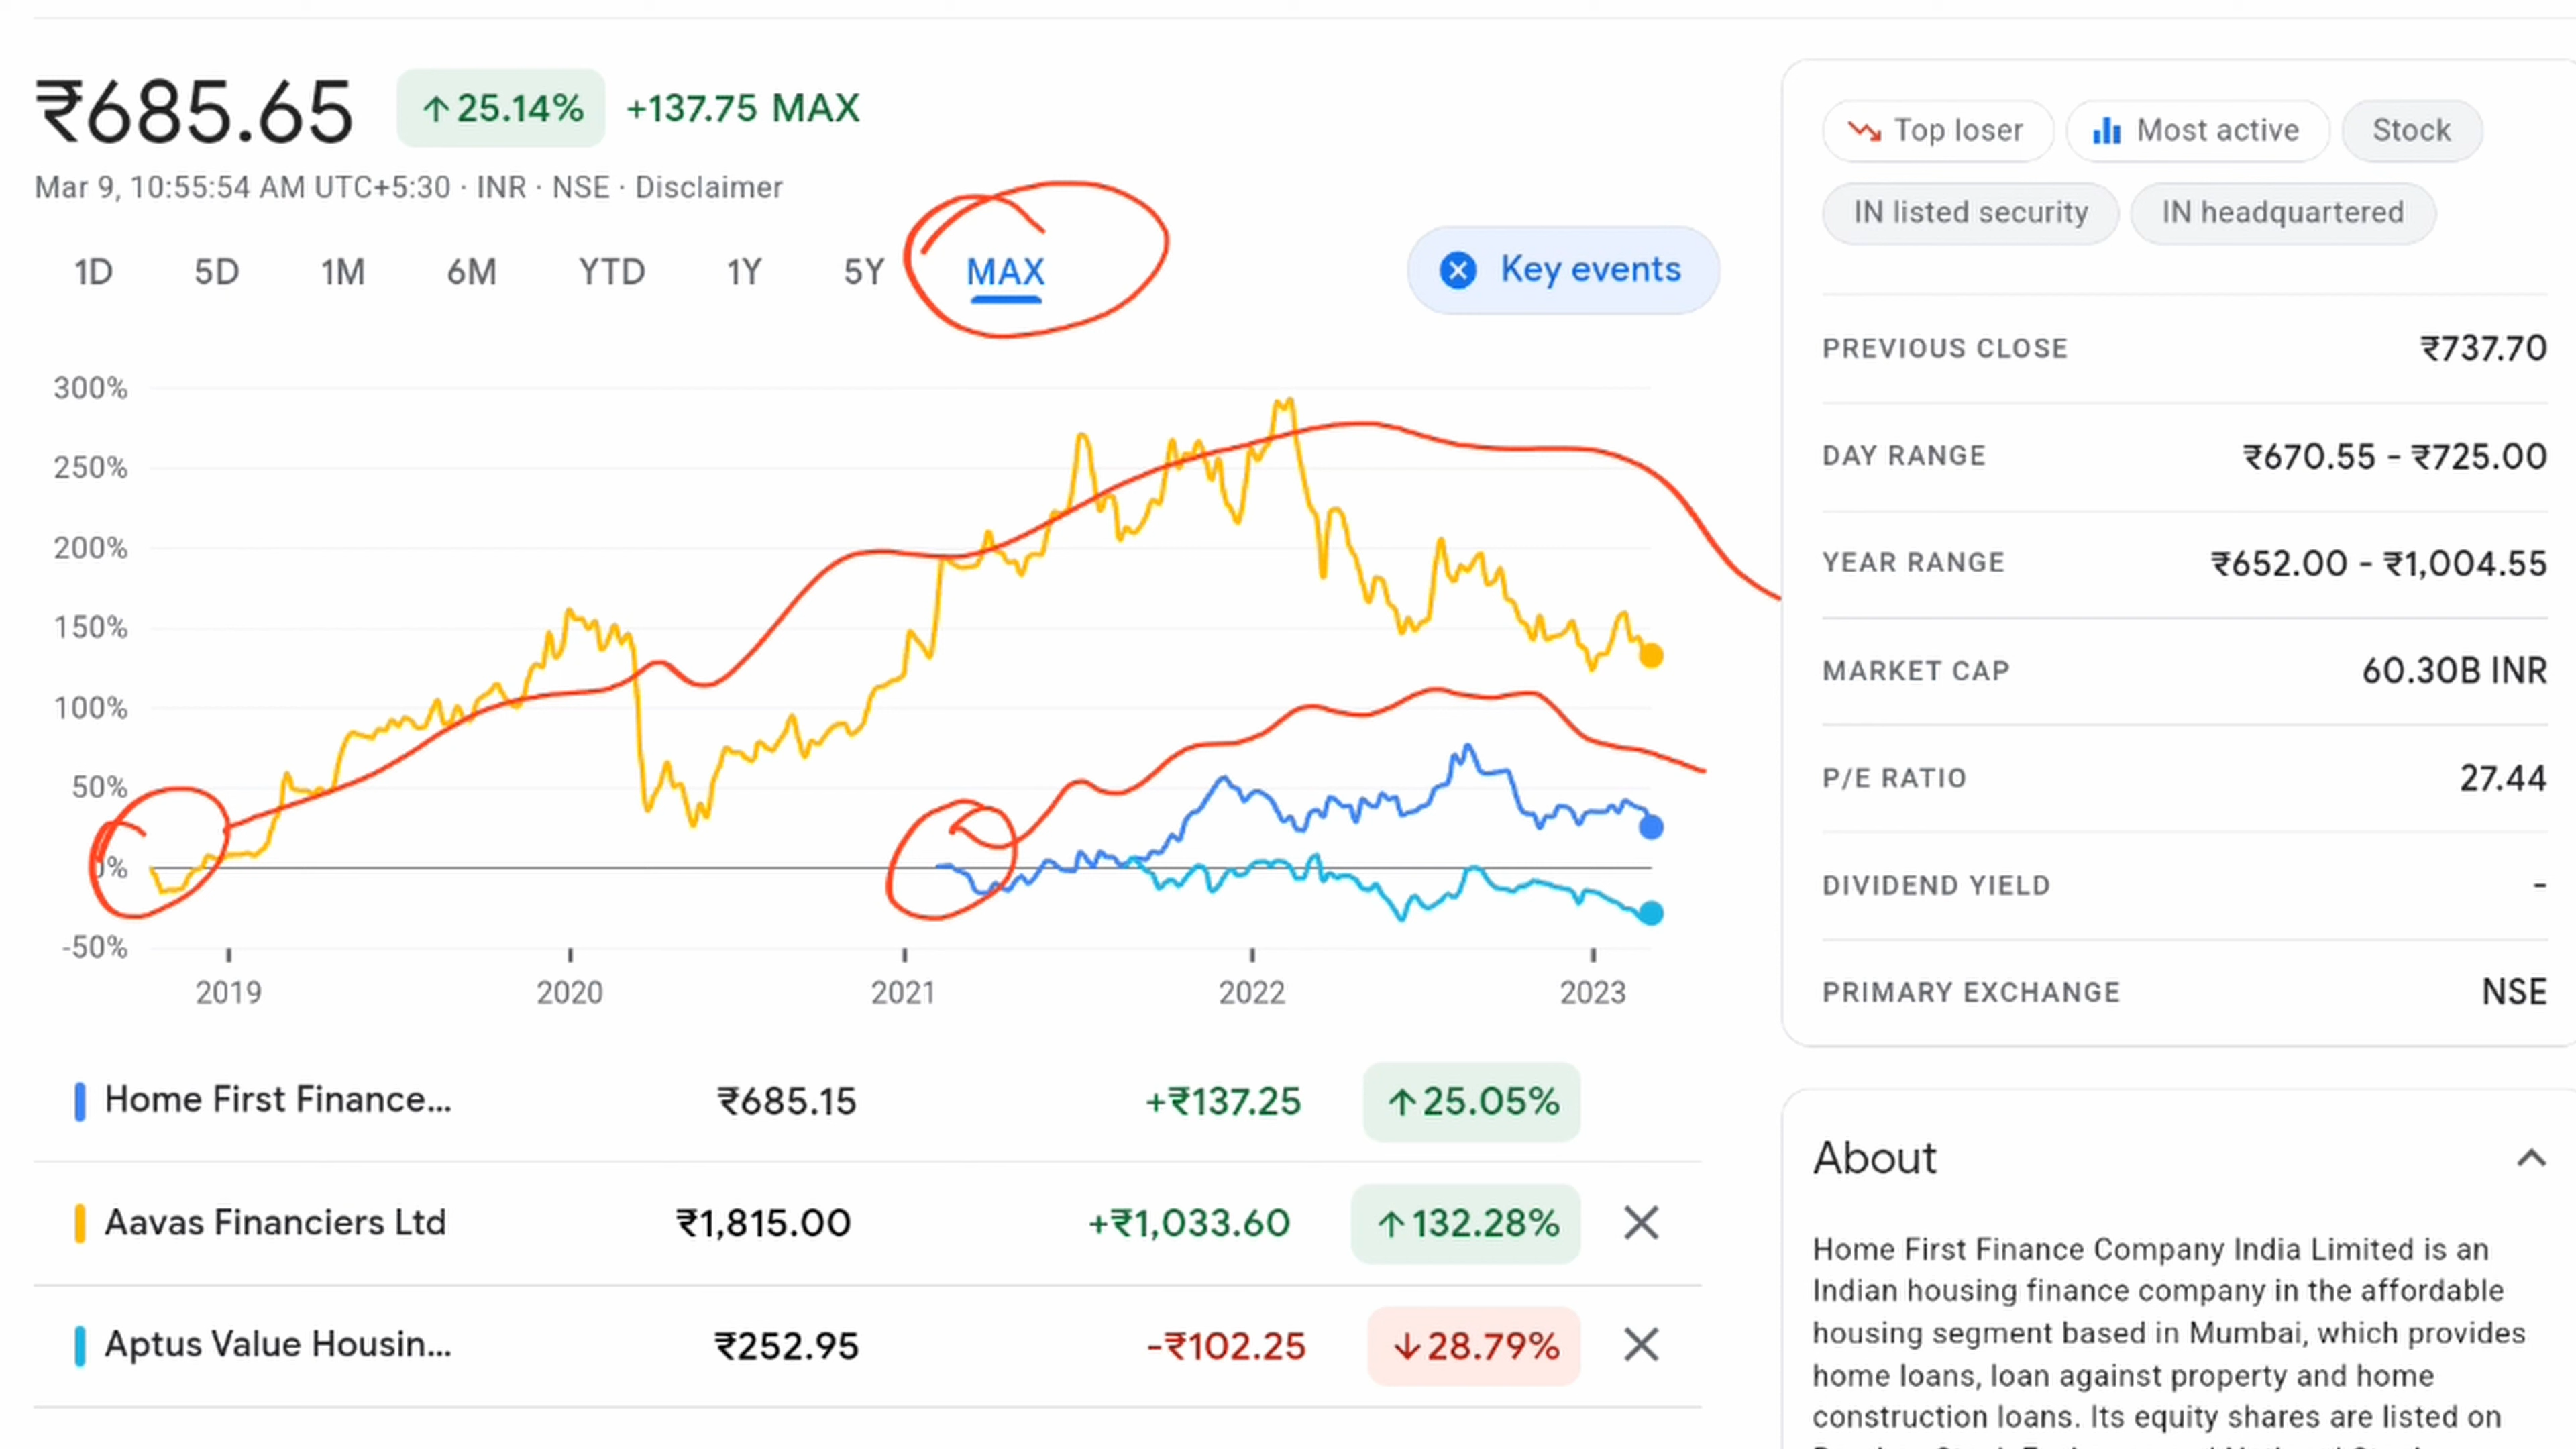 ₹685.65 ↑25.14% +137.75 MAX
Mar 9, 10:55:54 AM UTC+5:30 · INR · NSE · Disclaimer
1D 5D 1M 6M YTD 1Y 5Y MAX
Key events
300%
250%
200%
150%
100%
50%
0%
-50%
2019 2020 2021 2022 2023
Home First Finance... ₹685.15 +₹137.25 ↑25.05%
Aavas Financiers Ltd ₹1,815.00 +₹1,033.60 ↑132.28%
Aptus Value Housin... ₹252.95 -₹102.25 ↓28.79%
Top loser Most active Stock
IN listed security IN headquartered
PREVIOUS CLOSE ₹737.70
DAY RANGE ₹670.55 - ₹725.00
YEAR RANGE ₹652.00 - ₹1,004.55
MARKET CAP 60.30B INR
P/E RATIO 27.44
DIVIDEND YIELD -
PRIMARY EXCHANGE NSE
About
Home First Finance Company India Limited is an
Indian housing finance company in the affordable
housing segment based in Mumbai, which provides
home loans, loan against property and home
construction loans. Its equity shares are listed on